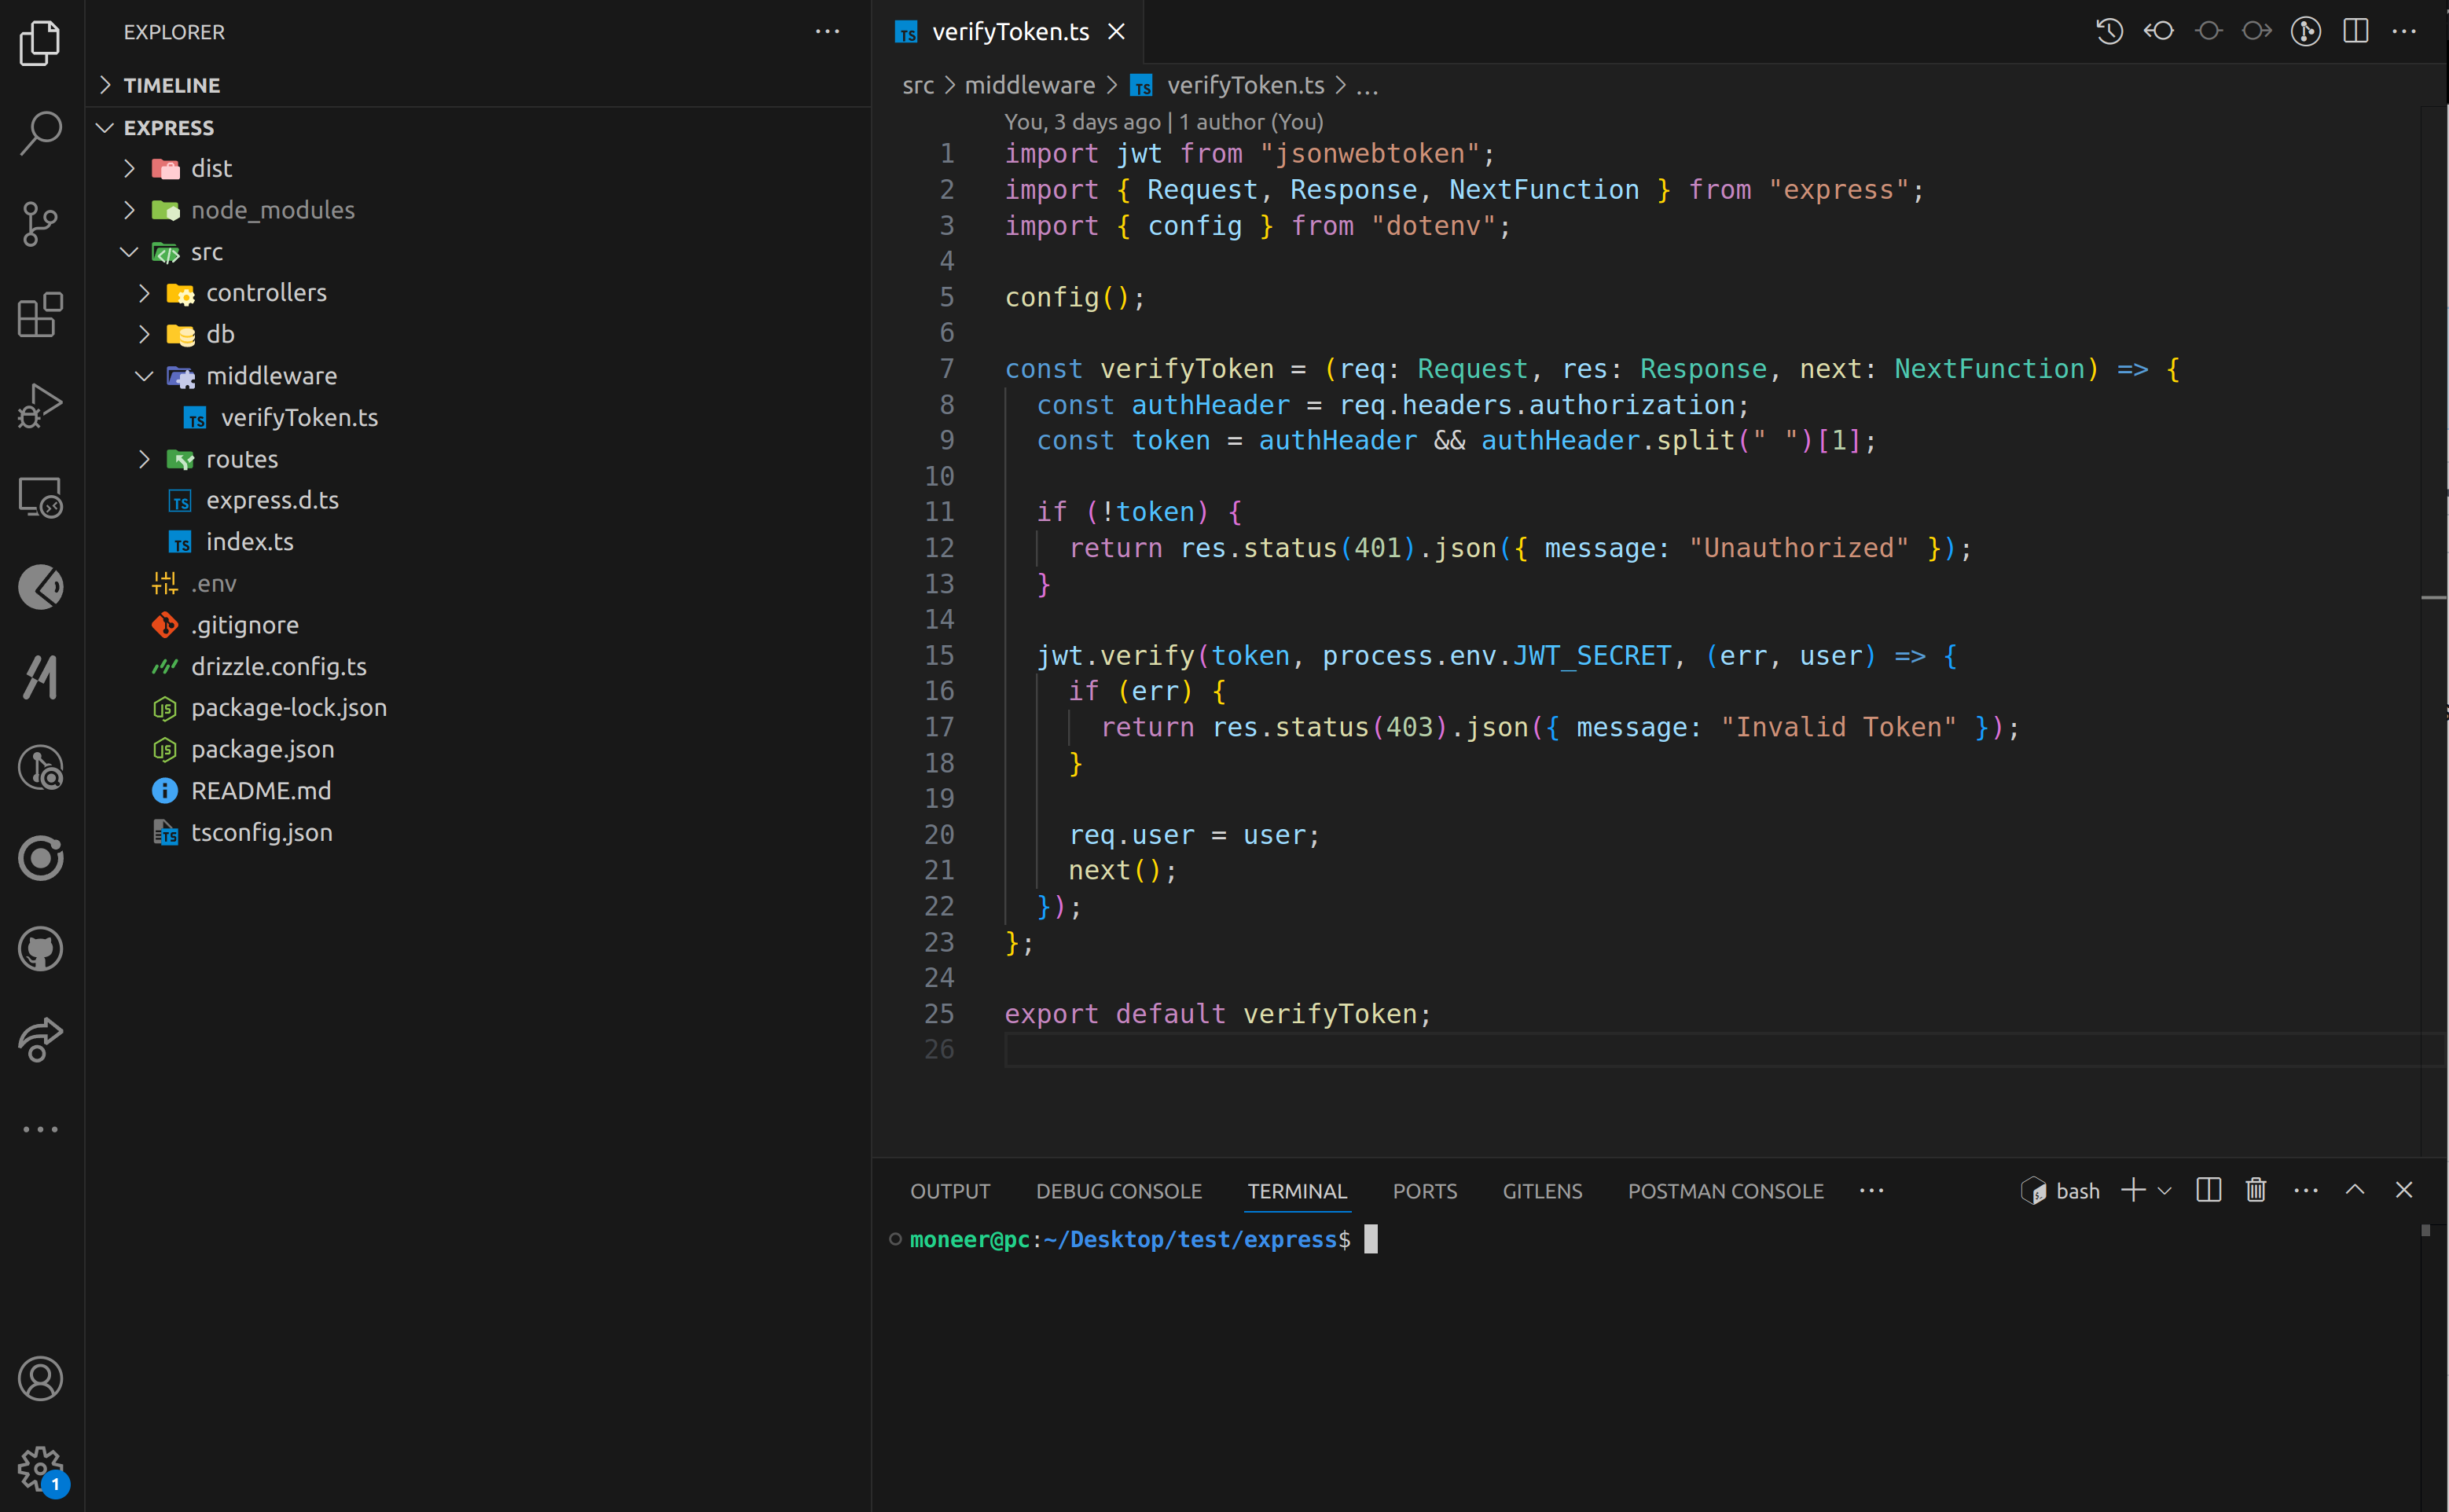 EXPLORER
TIMELINE
EXPRESS
dist
node_modules
src
controllers
db
middleware
verifyToken.ts
routes
express.d.ts
index.ts
.env
.gitignore
drizzle.config.ts
package-lock.json
package.json
README.md
tsconfig.json
1
verifyToken.ts
src > middleware > verifyToken.ts > ...
You, 3 days ago | 1 author (You)
1 import jwt from "jsonwebtoken";
2 import { Request, Response, NextFunction } from "express";
3 import { config } from "dotenv";
4
5 config();
6
7 const verifyToken = (req: Request, res: Response, next: NextFunction) => {
8   const authHeader = req.headers.authorization;
9   const token = authHeader && authHeader.split(" ")[1];
10
11   if (!token) {
12     return res.status(401).json({ message: "Unauthorized" });
13   }
14
15   jwt.verify(token, process.env.JWT_SECRET, (err, user) => {
16     if (err) {
17       return res.status(403).json({ message: "Invalid Token" });
18     }
19
20     req.user = user;
21     next();
22   });
23 };
24
25 export default verifyToken;
26
OUTPUT DEBUG CONSOLE TERMINAL PORTS GITLENS POSTMAN CONSOLE bash
moneer@pc:~/Desktop/test/express$